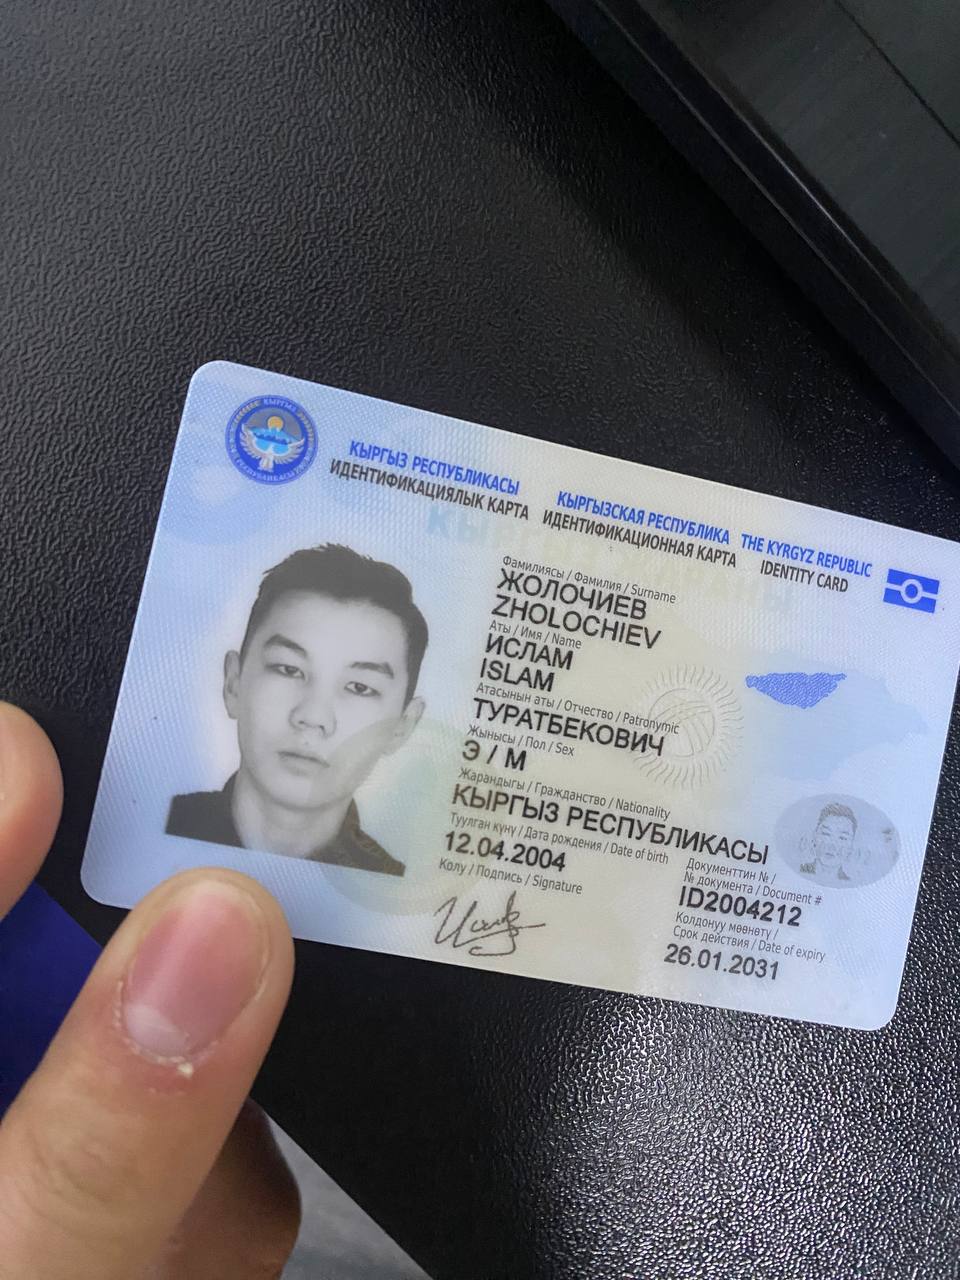 КЫРГЫЗ РЕСПУБЛИКАСЫ
ИДЕНТИФИКАЦИЯЛЫК КАРТА
КЫРГЫЗСКАЯ РЕСПУБЛИКА
ИДЕНТИФИКАЦИОННАЯ КАРТА
THE KYRGYZ REPUBLIC
IDENTITY CARD
Фамилиясы / Фамилия / Surname
ЖОЛОЧИЕВ
ZHOLOCHIEV
Аты / Имя / Name
ИСЛАМ
ISLAM
Атасынын аты / Отчество / Patronymic
ТУРАТБЕКОВИЧ
Жынысы / Пол / Sex
Э / М
Жарандыгы / Гражданство / Nationality
КЫРГЫЗ РЕСПУБЛИКАСЫ
Туулган күнү / Дата рождения / Date of birth
12.04.2004
Колу / Подпись / Signature
Документтин № /
№ документа / Document #
ID2004212
Колдонуу мөөнөтү /
Срок действия / Date of expiry
26.01.2031